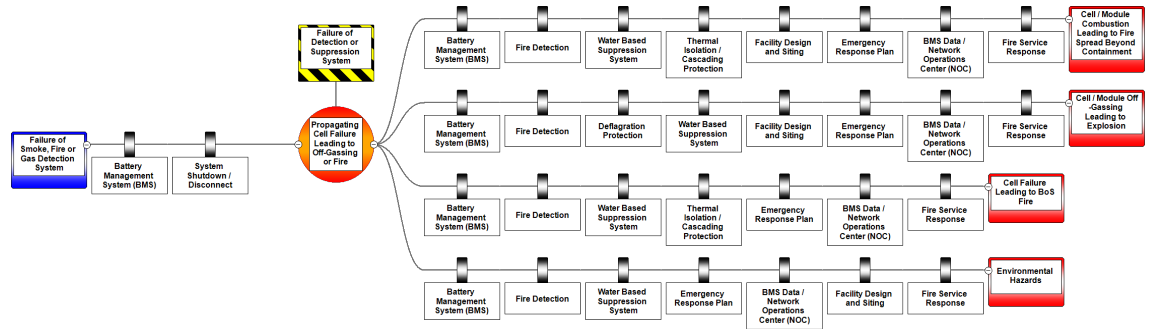 Failure of
Smoke, Fire or
Gas Detection
System
Battery
Management
System (BMS)
System
Shutdown /
Disconnect
Failure of
Detection or
Suppression
System
Propagating
Cell Failure
Leading to
Off-Gassing
or Fire
Battery
Management
System (BMS)
Fire Detection
Water Based
Suppression
System
Thermal
Isolation /
Cascading
Protection
Facility Design
and Siting
Emergency
Response Plan
BMS Data /
Network
Operations
Center (NOC)
Fire Service
Response
Cell / Module
Combustion
Leading to Fire
Spread Beyond
Containment
Battery
Management
System (BMS)
Fire Detection
Deflagration
Protection
Water Based
Suppression
System
Facility Design
and Siting
Emergency
Response Plan
BMS Data /
Network
Operations
Center (NOC)
Fire Service
Response
Cell / Module Off
-Gassing
Leading to
Explosion
Battery
Management
System (BMS)
Fire Detection
Water Based
Suppression
System
Thermal
Isolation /
Cascading
Protection
Emergency
Response Plan
BMS Data /
Network
Operations
Center (NOC)
Fire Service
Response
Cell Failure
Leading to BoS
Fire
Battery
Management
System (BMS)
Fire Detection
Water Based
Suppression
System
Emergency
Response Plan
BMS Data /
Network
Operations
Center (NOC)
Facility Design
and Siting
Fire Service
Response
Environmental
Hazards